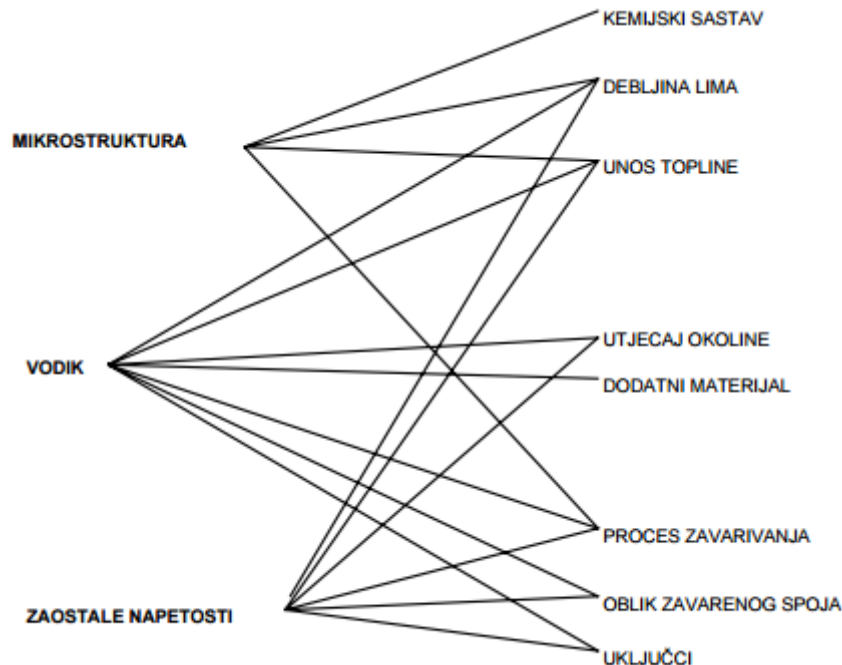 KEMIJSKI SASTAV
DEBLJINA LIMA
MIKROSTRUKTURA
UNOS TOPLINE
UTJECAJ OKOLINE
VODIK
DODATNI MATERIJAL
PROCES ZAVARIVANJA
OBLIK ZAVARENOG SPOJA
ZAOSTALE NAPETOSTI
UKLJUČCI